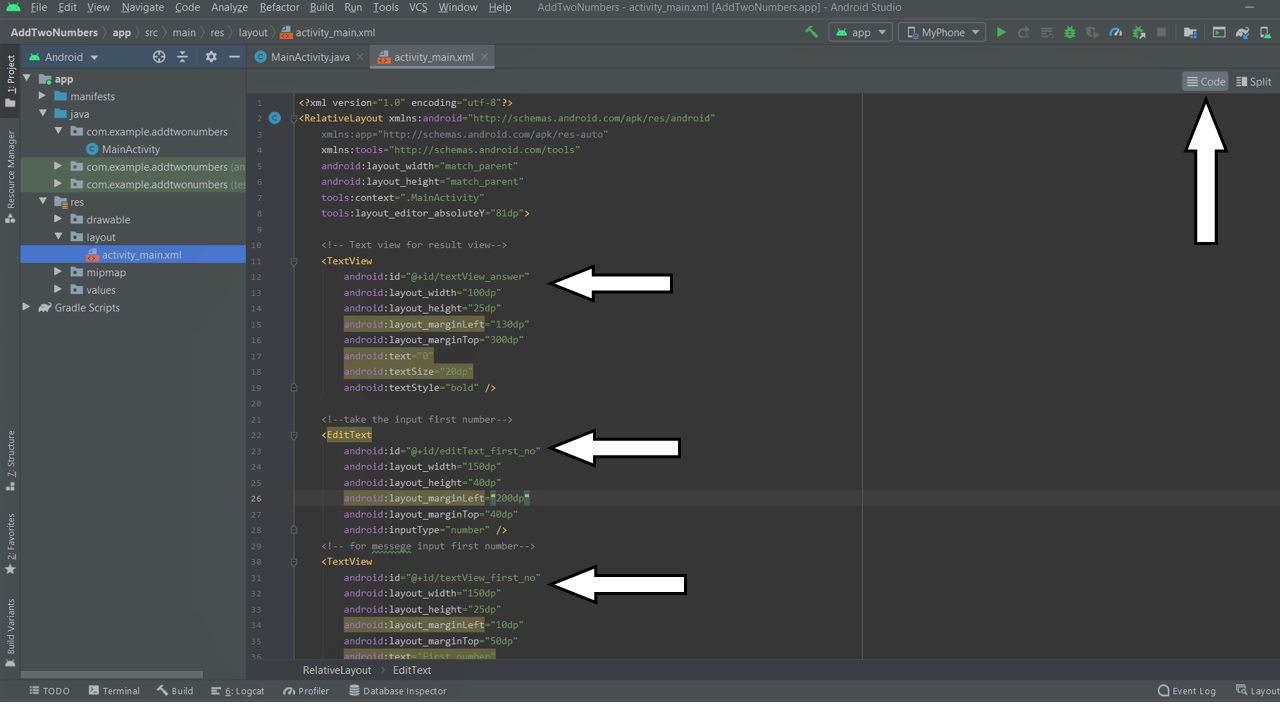 File Edit View Navigate Code Analyze Refactor Build Run Tools VCS Window Help AddTwoNumbers - activity_main.xml [AddTwoNumbers.app] - Android Studio
AddTwoNumbers app src main res layout activity_main.xml app MyPhone
1: Project
Resource Manager
Z: Structure
2: Favorites
Build Variants
Android
app
manifests
java
com.example.addtwonumbers
MainActivity
com.example.addtwonumbers (an
com.example.addtwonumbers (tes
res
drawable
layout
activity_main.xml
mipmap
values
Gradle Scripts
MainActivity.java activity_main.xml
Code Split
1 <?xml version="1.0" encoding="utf-8"?>
2 <RelativeLayout xmlns:android="http://schemas.android.com/apk/res/android"
3 xmlns:app="http://schemas.android.com/apk/res-auto"
4 xmlns:tools="http://schemas.android.com/tools"
5 android:layout_width="match_parent"
6 android:layout_height="match_parent"
7 tools:context=".MainActivity"
8 tools:layout_editor_absoluteY="81dp">
9
10 <!-- Text view for result view-->
11 <TextView
12 android:id="@+id/textView_answer"
13 android:layout_width="100dp"
14 android:layout_height="25dp"
15 android:layout_marginLeft="130dp"
16 android:layout_marginTop="300dp"
17 android:text="0"
18 android:textSize="20dp"
19 android:textStyle="bold" />
20
21 <!--take the input first number-->
22 <EditText
23 android:id="@+id/editText_first_no"
24 android:layout_width="150dp"
25 android:layout_height="40dp"
26 android:layout_marginLeft="200dp"
27 android:layout_marginTop="40dp"
28 android:inputType="number" />
29 <!-- for messege input first number-->
30 <TextView
31 android:id="@+id/textView_first_no"
32 android:layout_width="150dp"
33 android:layout_height="25dp"
34 android:layout_marginLeft="10dp"
35 android:layout_marginTop="50dp"
36 android:text="First number"
RelativeLayout EditText
TODO Terminal Build 6: Logcat Profiler Database Inspector Event Log Layout